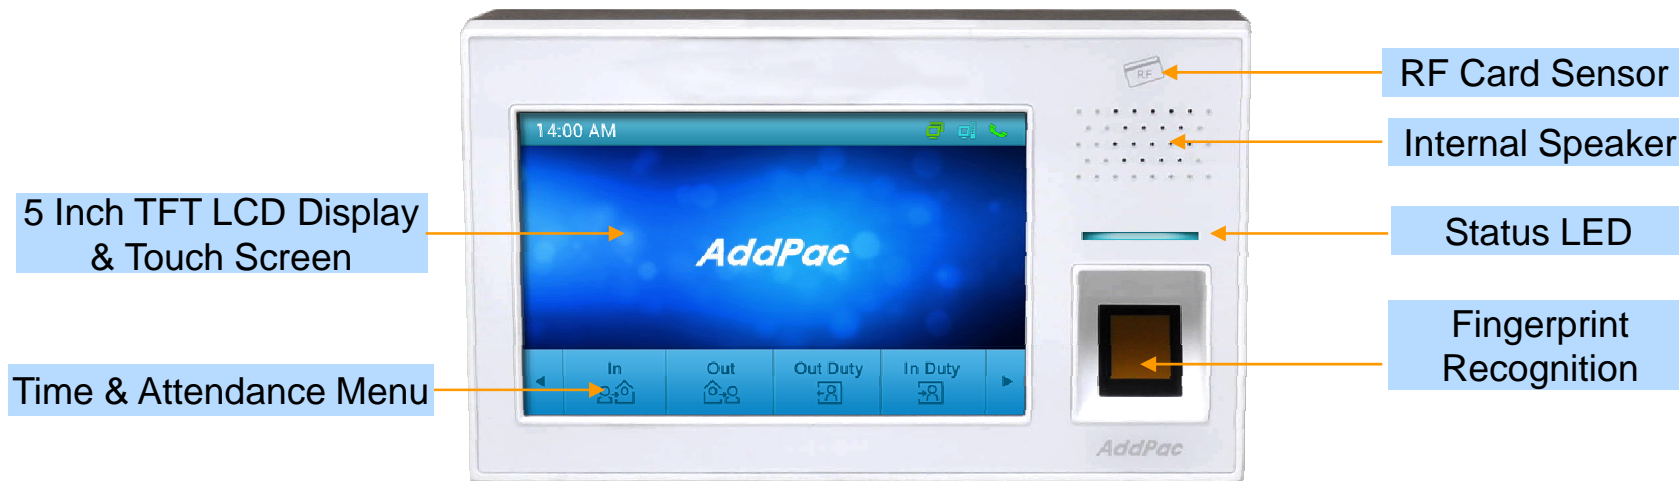 RF Card Sensor
RF
14:00 AM
Internal Speaker
5 Inch TFT LCD Display
& Touch Screen
AddPac
Status LED
Fingerprint
Recognition
In
Out
Out Duty
In Duty
Time & Attendance Menu
AddPac